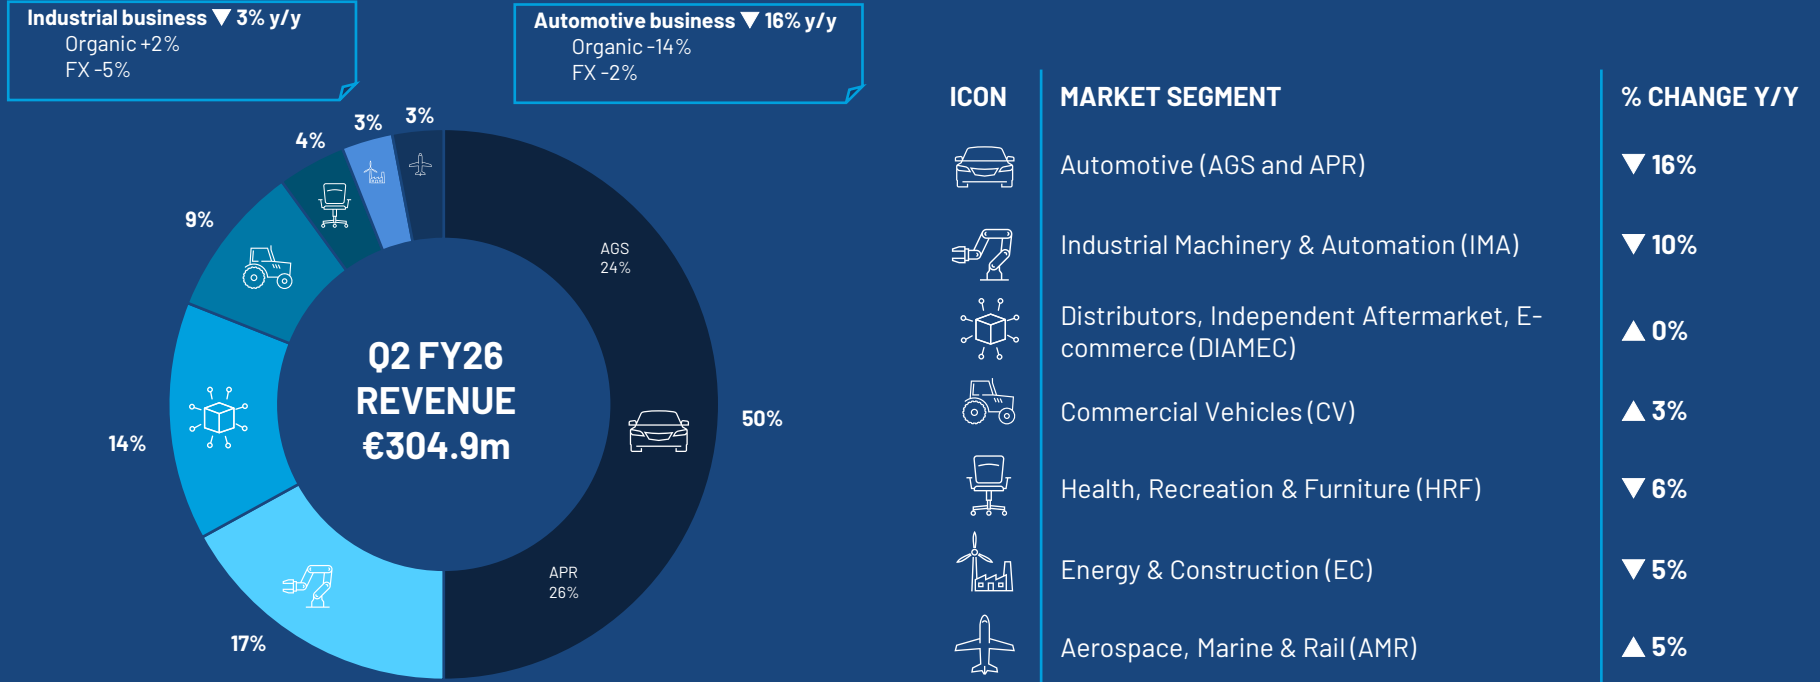 Industrial business ▼ 3% y/y
Organic +2%
FX -5%
Automotive business ▼ 16% y/y
Organic -14%
FX -2%
3%
3%
4%
9%
14%
17%
50%
AGS
24%
APR
26%
Q2 FY26
REVENUE
€304.9m
ICON MARKET SEGMENT % CHANGE Y/Y
Automotive (AGS and APR) ▼ 16%
Industrial Machinery & Automation (IMA) ▼ 10%
Distributors, Independent Aftermarket, E-
commerce (DIAMEC) ▲ 0%
Commercial Vehicles (CV) ▲ 3%
Health, Recreation & Furniture (HRF) ▼ 6%
Energy & Construction (EC) ▼ 5%
Aerospace, Marine & Rail (AMR) ▲ 5%